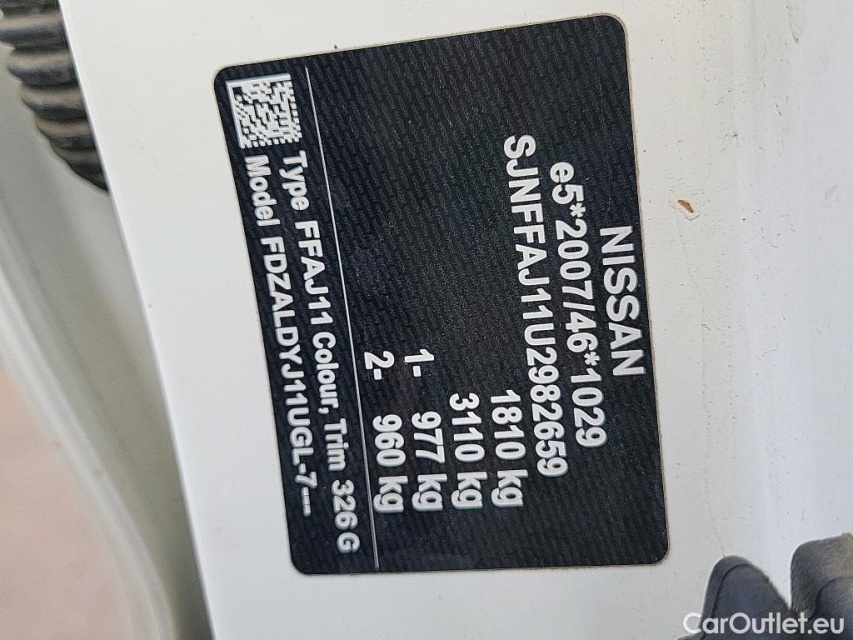 NISSAN
e5*2007/46*1029
SJNFFAJ11U2982659
1810 kg
3110 kg
1- 977 kg
2- 960 kg
Type FFAJ11 Colour, Trim 326 G
Model FDZALDYJ11UGL-7---
CarOutlet.eu